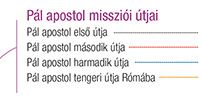 Pál apostol missziói útjai
Pál apostol első útja
Pál apostol második útja
Pál apostol harmadik útja
Pál apostol tengeri útja Rómába